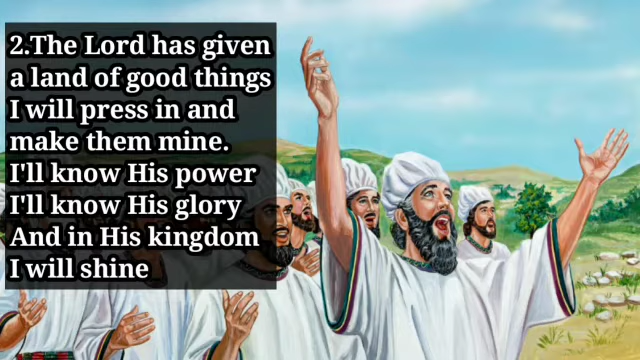 2.The Lord has given
a land of good things
I will press in and
make them mine.
I'll know His power
I'll know His glory
And in His kingdom
I will shine